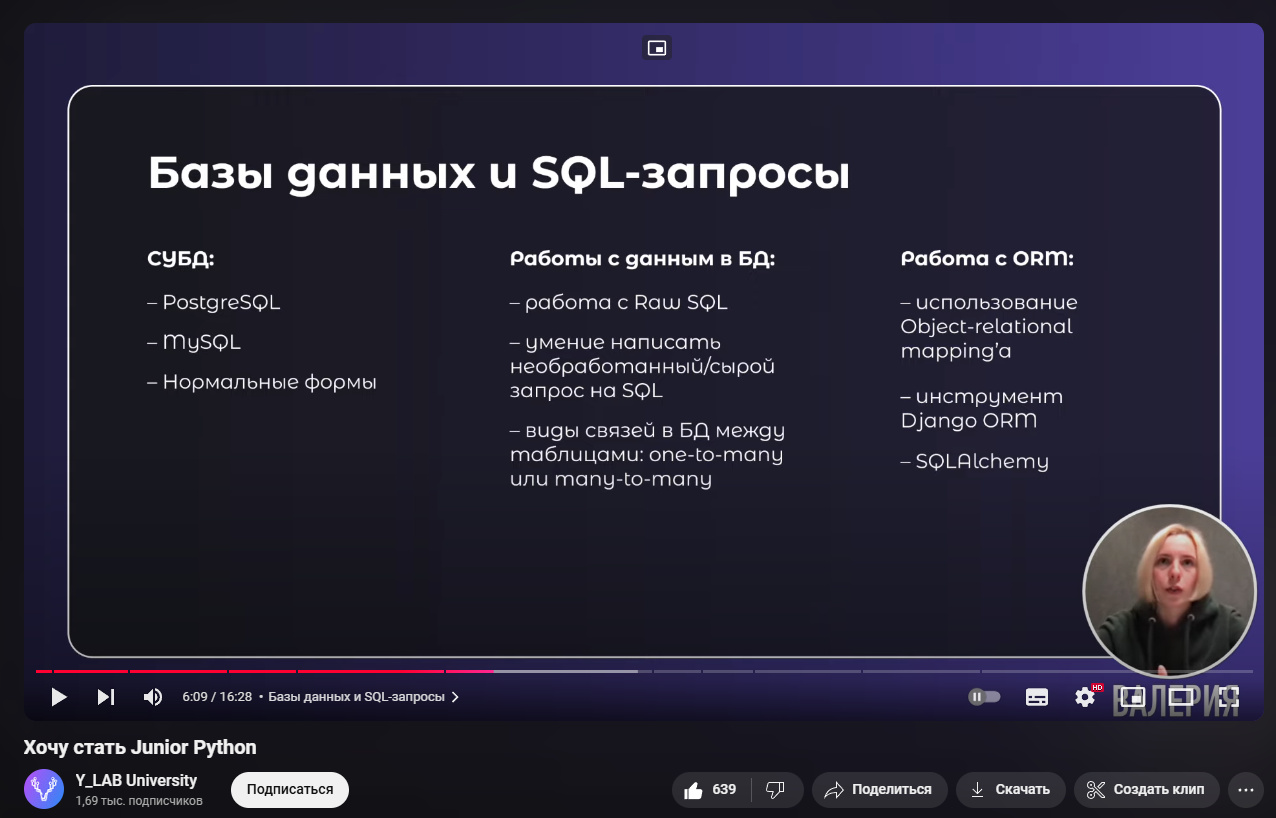 Базы данных и SQL-запросы
СУБД:
– PostgreSQL
– MySQL
– Нормальные формы
Работы с данным в БД:
– работа с Raw SQL
– умение написать
необработанный/сырой
запрос на SQL
– виды связей в БД между
таблицами: one-to-many
или many-to-many
Работа с ORM:
– использование
Object-relational
mapping'а
– инструмент
Django ORM
– SQLAlchemy
6:09 / 16:28 • Базы данных и SQL-запросы
HD
ВАЛЕРИЯ
Хочу стать Junior Python
Y_LAB University
1,69 тыс. подписчиков
Подписаться
639
Поделиться
Скачать
Создать клип